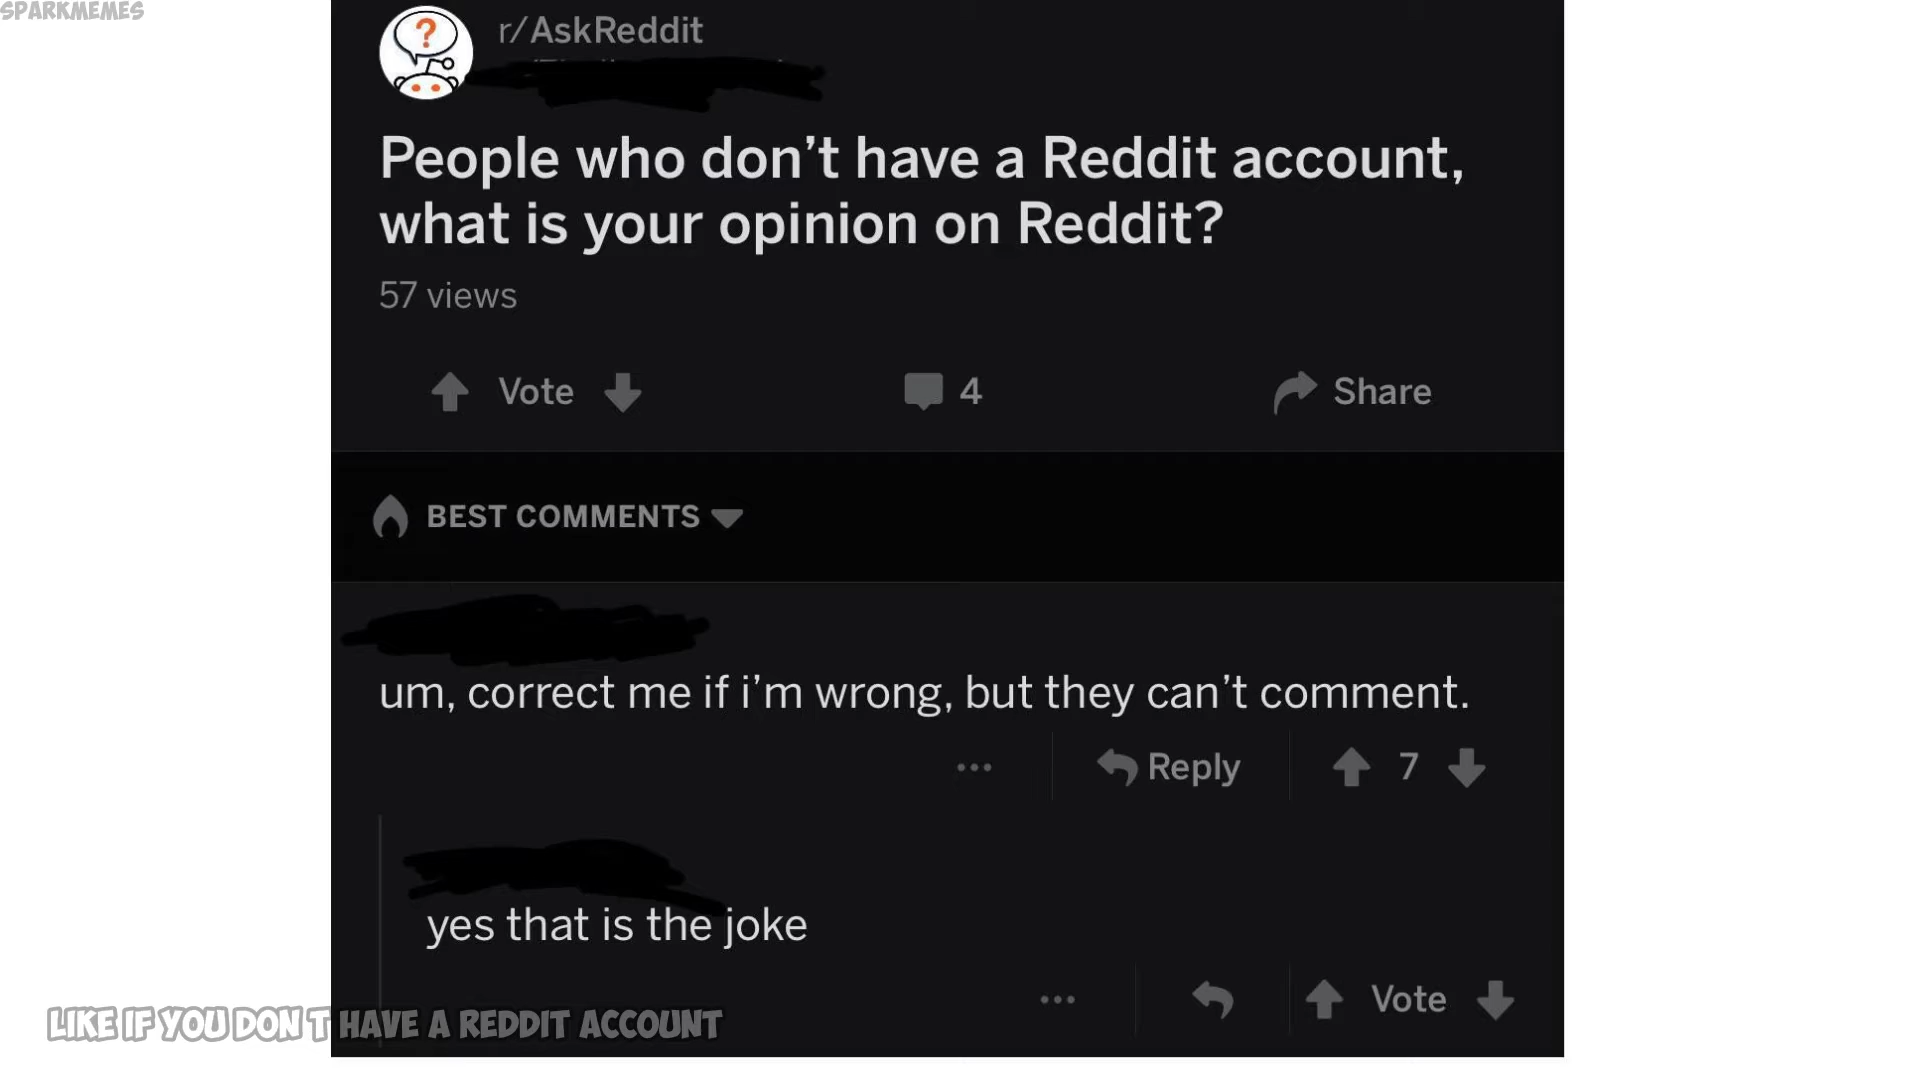 SPARKMEMES
r/AskReddit
People who don’t have a Reddit account,
what is your opinion on Reddit?
57 views
Vote
4
Share
BEST COMMENTS
um, correct me if i’m wrong, but they can’t comment.
Reply
7
yes that is the joke
Vote
LIKE IF YOU DON'T HAVE A REDDIT ACCOUNT